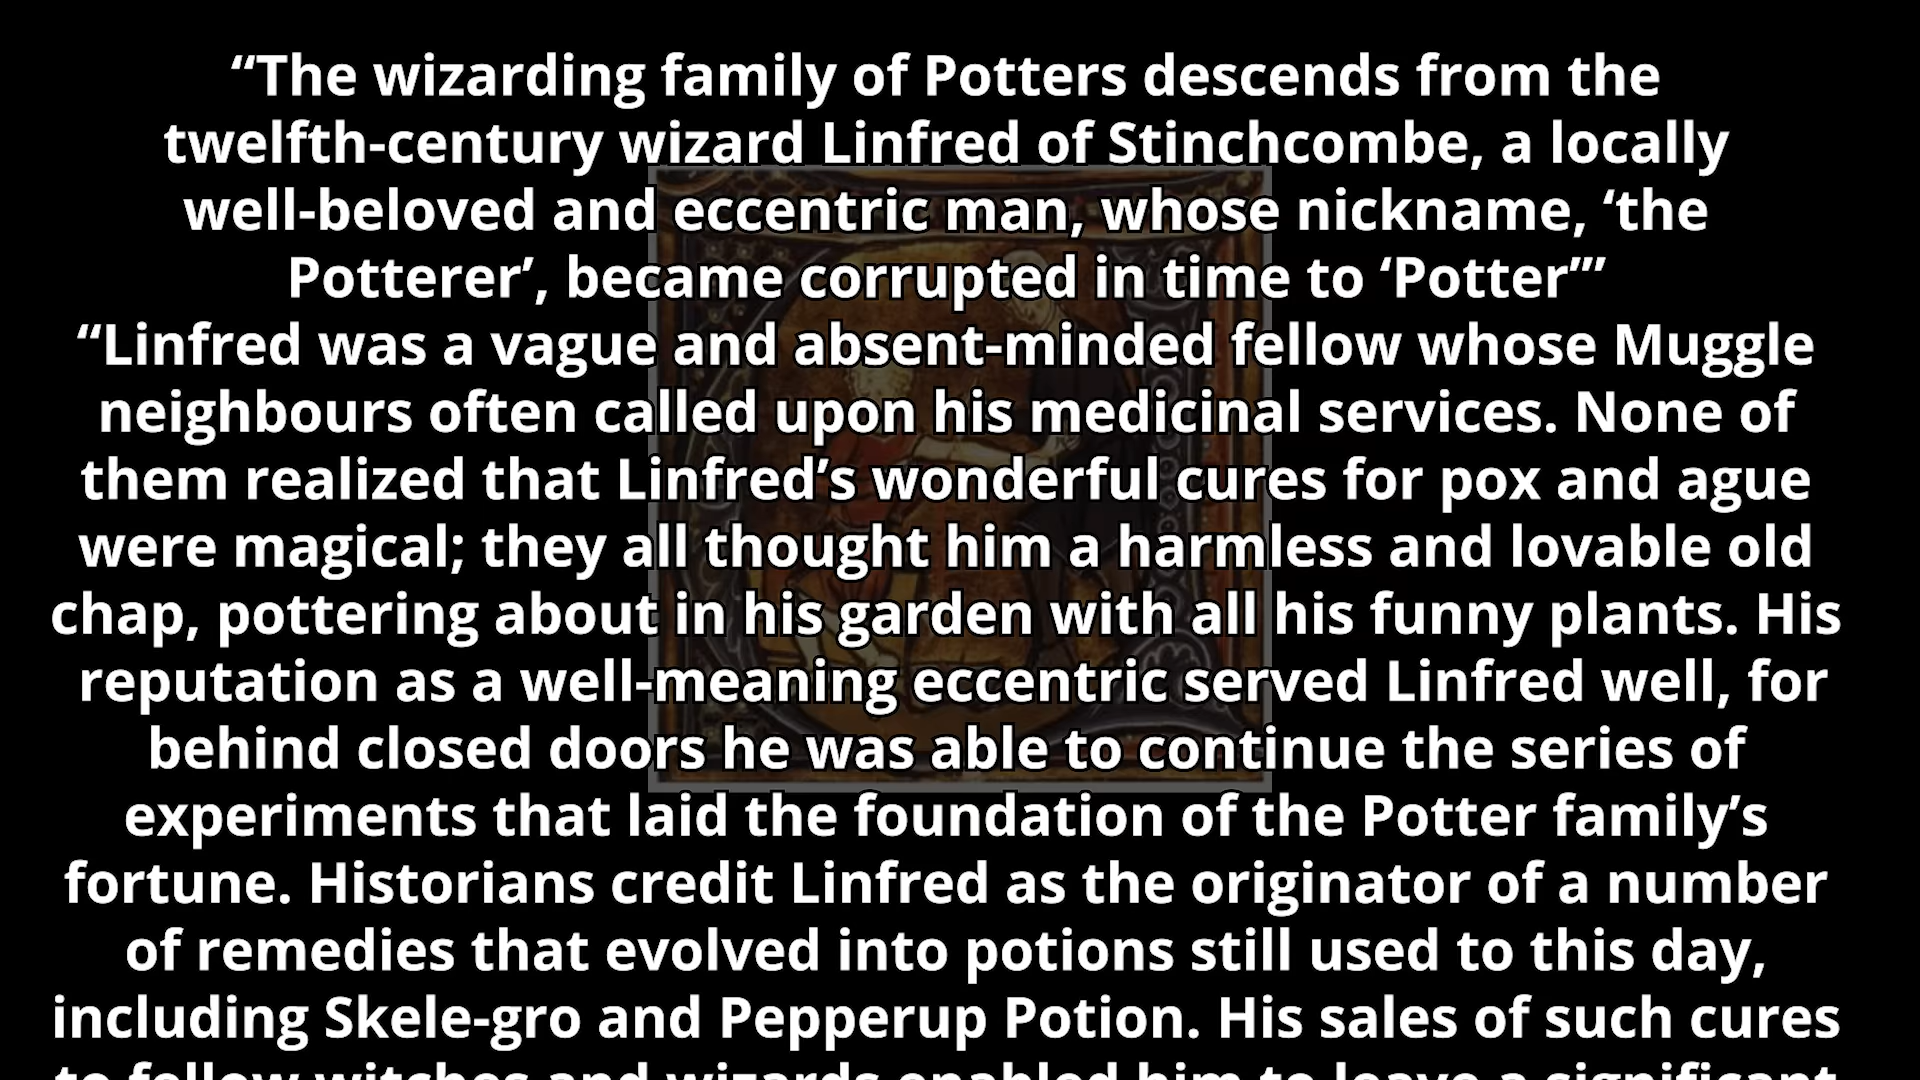 “The wizarding family of Potters descends from the
twelfth-century wizard Linfred of Stinchcombe, a locally
well-beloved and eccentric man, whose nickname, ‘the
Potterer’, became corrupted in time to ‘Potter’”
“Linfred was a vague and absent-minded fellow whose Muggle
neighbours often called upon his medicinal services. None of
them realized that Linfred’s wonderful cures for pox and ague
were magical; they all thought him a harmless and lovable old
chap, pottering about in his garden with all his funny plants. His
reputation as a well-meaning eccentric served Linfred well, for
behind closed doors he was able to continue the series of
experiments that laid the foundation of the Potter family’s
fortune. Historians credit Linfred as the originator of a number
of remedies that evolved into potions still used to this day,
including Skele-gro and Pepperup Potion. His sales of such cures
to fellow witches and wizards enabled him to leave a significant